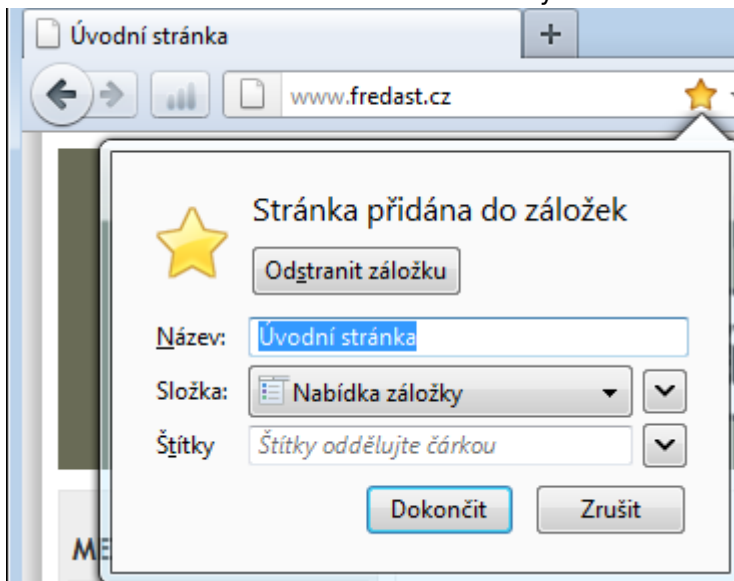 Úvodní stránka
www.fredast.cz
Stránka přidána do záložek
Odstranit záložku
Název: Úvodní stránka
Složka: Nabídka záložky
Štítky Štítky oddělujte čárkou
Dokončit Zrušit